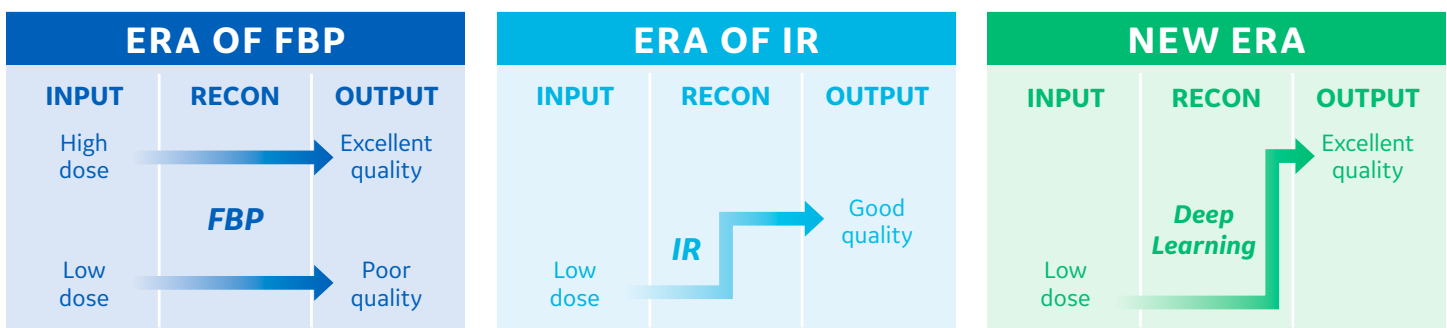 ERA OF FBP
INPUT
RECON
OUTPUT
High
dose
Excellent
quality
FBP
Low
dose
Poor
quality
ERA OF IR
INPUT
RECON
OUTPUT
Good
quality
IR
Low
dose
NEW ERA
INPUT
RECON
OUTPUT
Excellent
quality
Deep
Learning
Low
dose